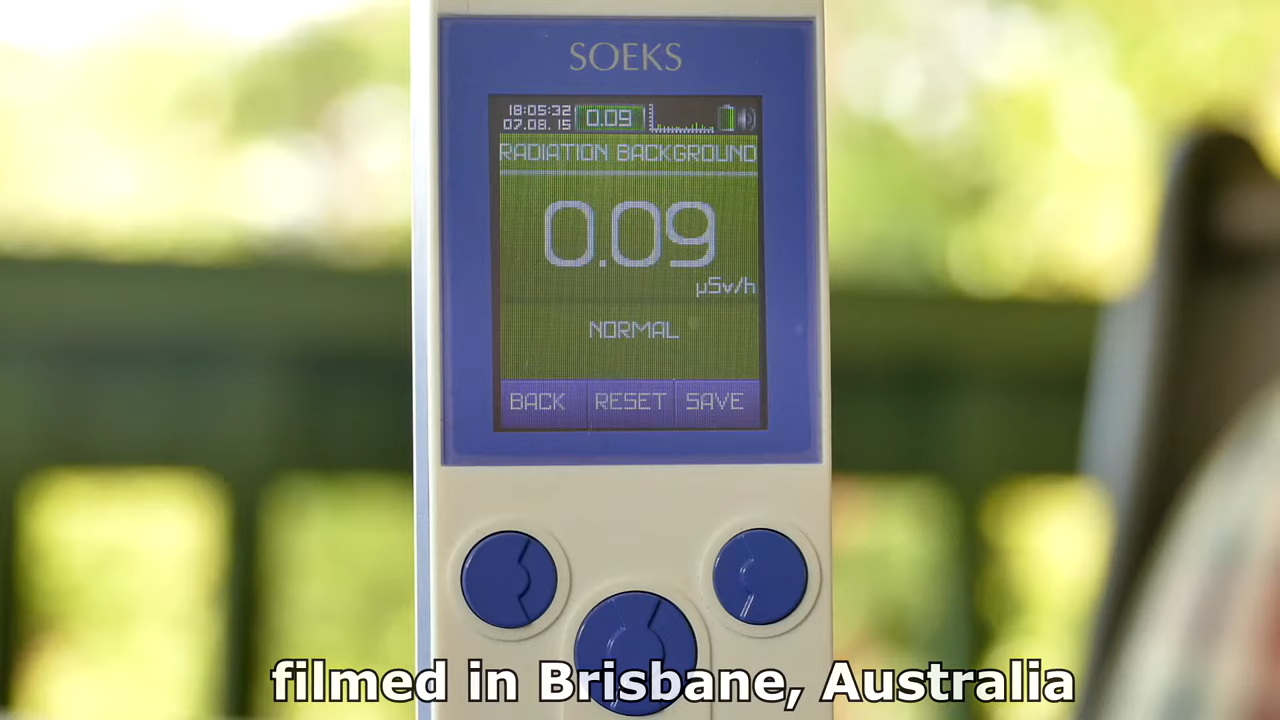 SOEKS
18:05:32
07.08. 15
0.09
RADIATION BACKGROUND
0.09
µSv/h
NORMAL
BACK RESET SAVE
filmed in Brisbane, Australia